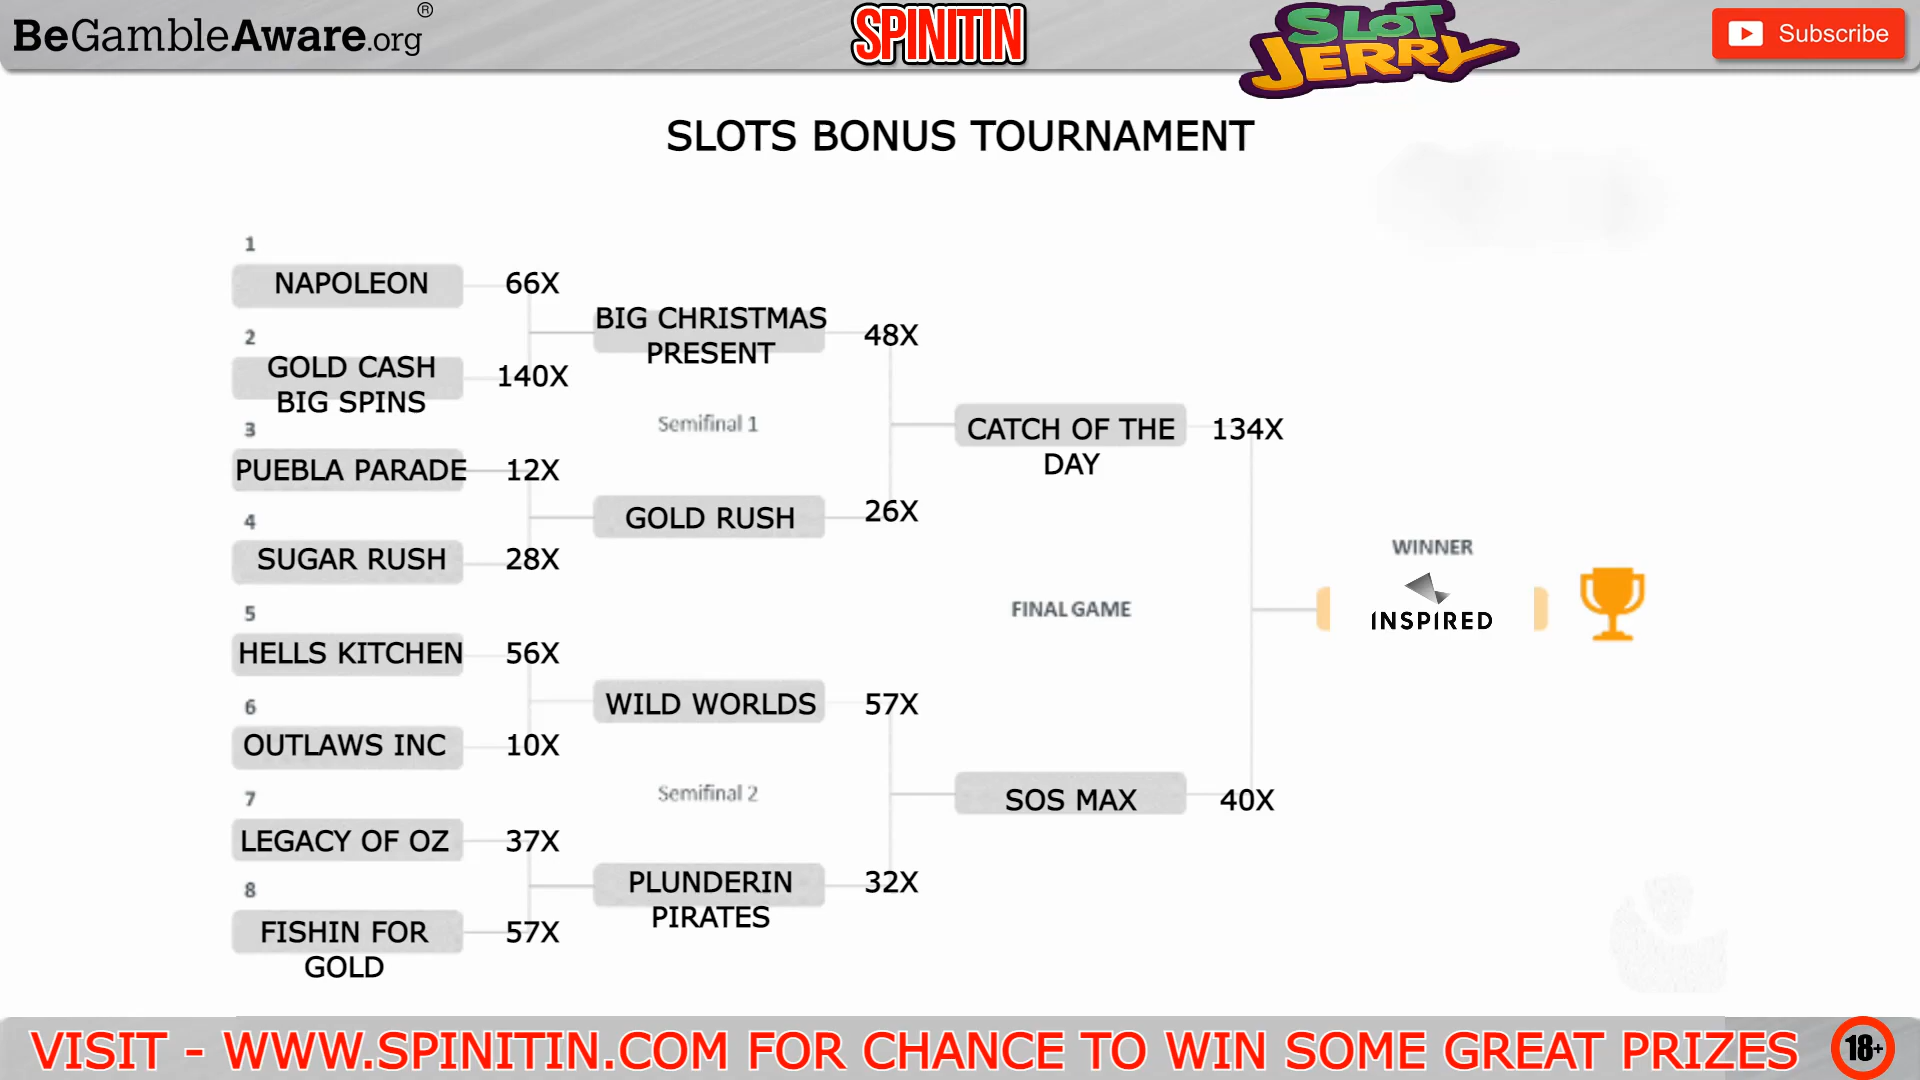 BeGambleAware.org®
SPINITIN
SLOT
JERRY
Subscribe
SLOTS BONUS TOURNAMENT
1
NAPOLEON 66X
2
GOLD CASH
BIG SPINS
140X
3
PUEBLA PARADE 12X
4
SUGAR RUSH 28X
5
HELLS KITCHEN 56X
6
OUTLAWS INC 10X
7
LEGACY OF OZ 37X
8
FISHIN FOR
GOLD
57X
BIG CHRISTMAS
PRESENT
48X
Semifinal 1
GOLD RUSH 26X
WILD WORLDS 57X
Semifinal 2
PLUNDERIN
PIRATES
32X
CATCH OF THE
DAY
134X
FINAL GAME
SOS MAX 40X
WINNER
INSPIRED
VISIT - WWW.SPINITIN.COM FOR CHANCE TO WIN SOME GREAT PRIZES
18+